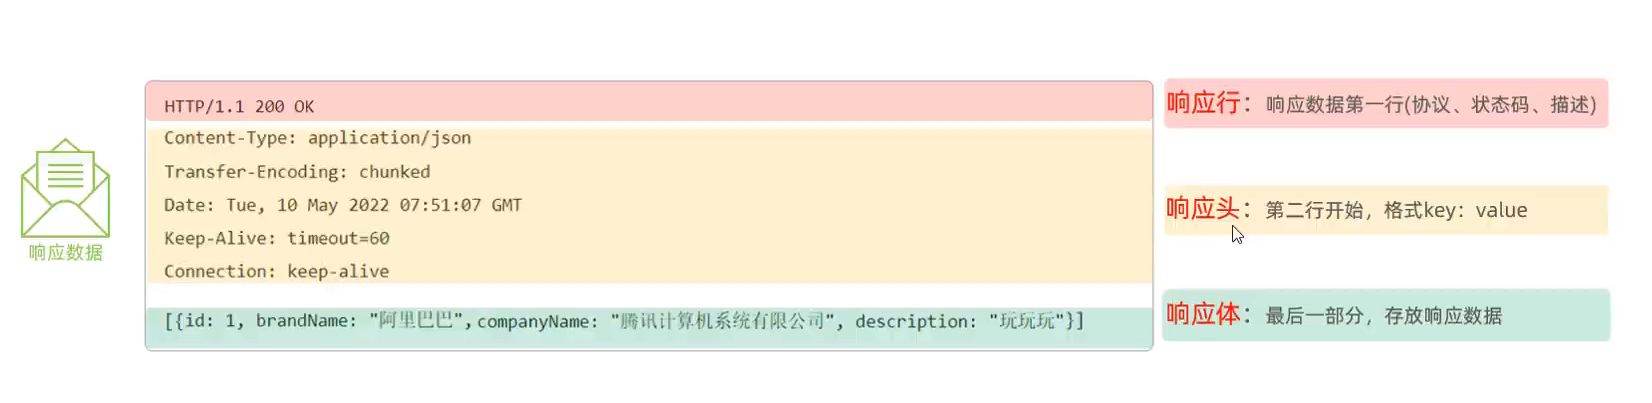 响应数据
HTTP/1.1 200 OK
Content-Type: application/json
Transfer-Encoding: chunked
Date: Tue, 10 May 2022 07:51:07 GMT
Keep-Alive: timeout=60
Connection: keep-alive
[{id: 1, brandName: "阿里巴巴",companyName: "腾讯计算机系统有限公司", description: "玩玩玩"}]
响应行：响应数据第一行(协议、状态码、描述)
响应头：第二行开始，格式key：value
响应体：最后一部分，存放响应数据